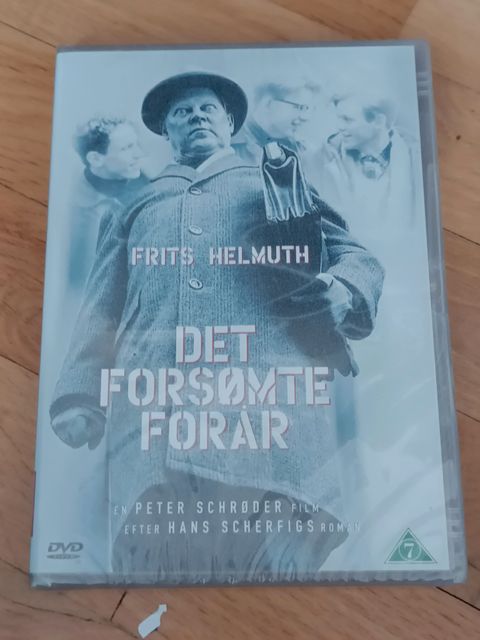 FRITS HELMUTH
DET
FORSØMTE
FORÅR
EN PETER SCHRØDER FILM
EFTER HANS SCHERFIGS ROMAN
DVD
7